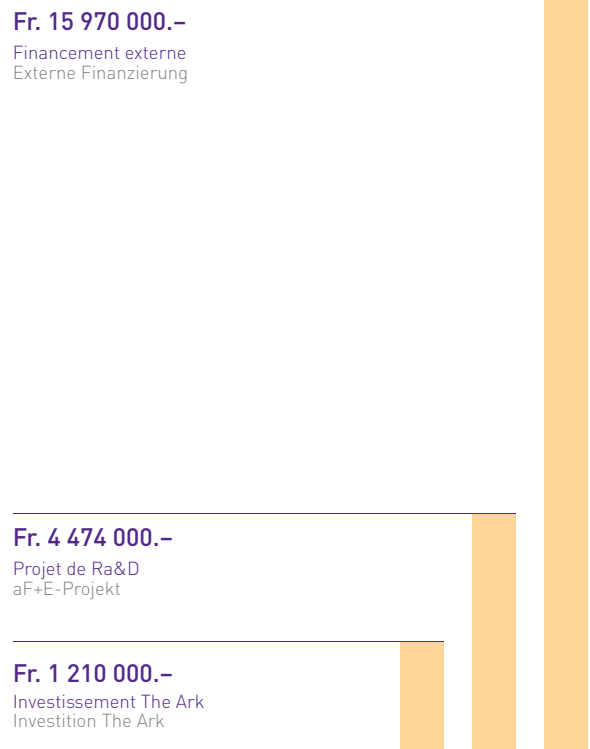 Fr. 15 970 000.–
Financement externe
Externe Finanzierung
Fr. 4 474 000.–
Projet de Ra&D
aF+E-Projekt
Fr. 1 210 000.–
Investissement The Ark
Investition The Ark